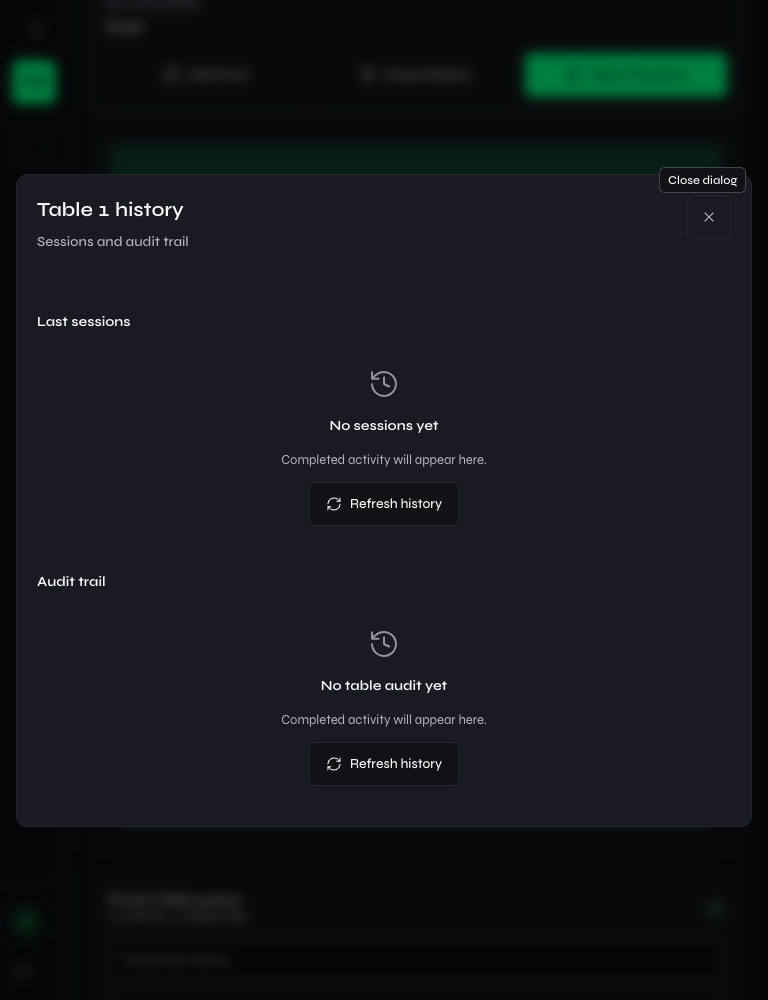 Close dialog
Table 1 history
Sessions and audit trail
Last sessions
No sessions yet
Completed activity will appear here.
Refresh history
Audit trail
No table audit yet
Completed activity will appear here.
Refresh history